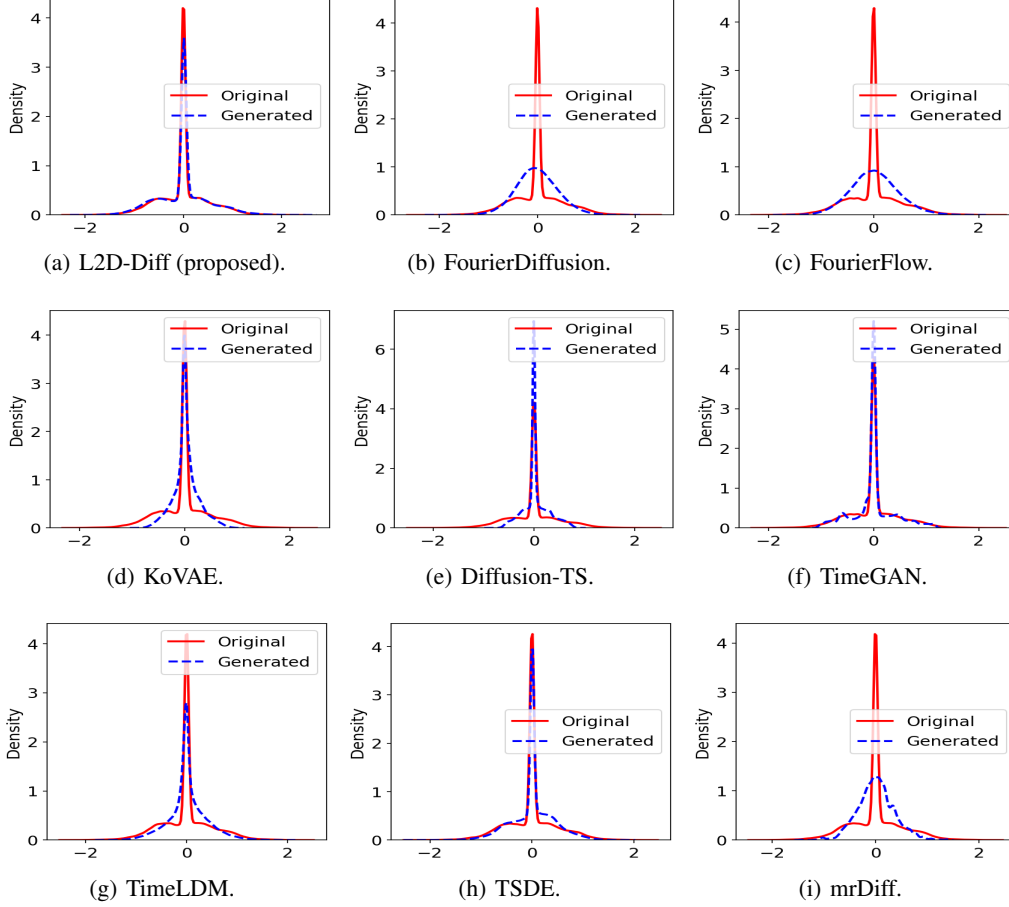 4
3
2
1
0
Density
Original
Generated
−2
0
2
(a) L2D-Diff (proposed).
4
3
2
1
0
Density
Original
Generated
−2
0
2
(b) FourierDiffusion.
4
3
2
1
0
Density
Original
Generated
−2
0
2
(c) FourierFlow.
4
3
2
1
0
Density
Original
Generated
−2
0
2
(d) KoVAE.
6
4
2
0
Density
Original
Generated
−2
0
2
(e) Diffusion-TS.
5
4
3
2
1
0
Density
Original
Generated
−2
0
2
(f) TimeGAN.
4
3
2
1
0
Density
Original
Generated
−2
0
2
(g) TimeLDM.
4
3
2
1
0
Density
Original
Generated
−2
0
2
(h) TSDE.
4
3
2
1
0
Density
Original
Generated
−2
0
2
(i) mrDiff.